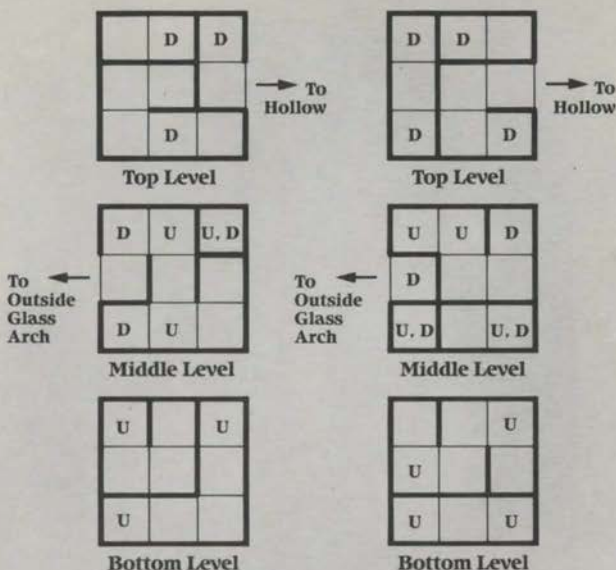 D D
D
To
Hollow
Top Level
D D
D D
To
Hollow
Top Level
D U U, D
D U
To
Outside
Glass
Arch
Middle Level
U U D
D
U, D U, D
To
Outside
Glass
Arch
Middle Level
U U
U
Bottom Level
U
U
U U
Bottom Level